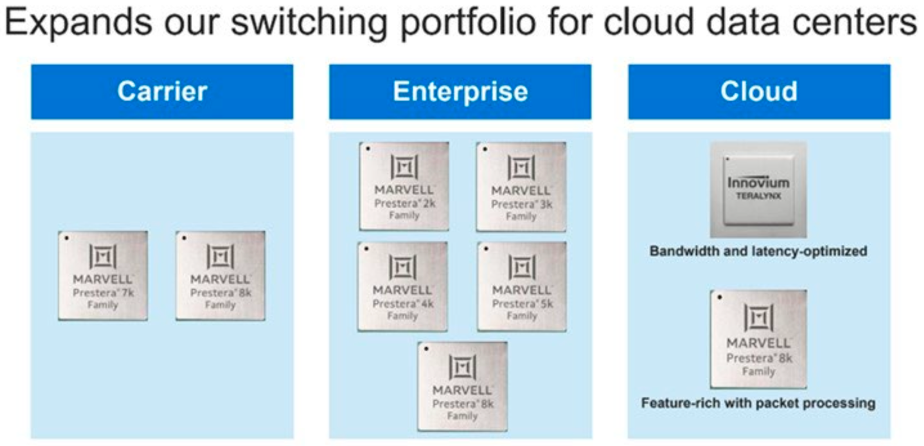 Expands our switching portfolio for cloud data centers
Carrier
MARVELL
Prestera® 7k
Family
MARVELL
Prestera® 8k
Family
Enterprise
MARVELL
Prestera® 2k
Family
MARVELL
Prestera® 3k
Family
MARVELL
Prestera® 4k
Family
MARVELL
Prestera® 5k
Family
MARVELL
Prestera® 8k
Family
Cloud
Innovium
TERALYNX
Bandwidth and latency-optimized
MARVELL
Prestera® 8k
Family
Feature-rich with packet processing